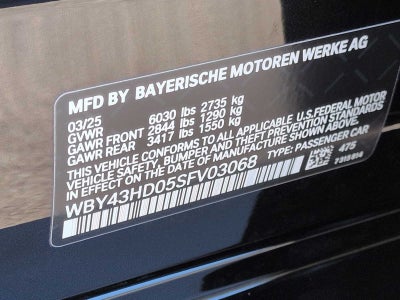 MFD BY BAYERISCHE MOTOREN WERKE AG
03/25 6030 lbs 2735 kg
GVWR
GAWR FRONT 2844 lbs 1290 kg
GAWR REAR 3417 lbs 1550 kg
THIS VEHICLE CONFORMS TO ALL APPLICABLE U.S.FEDERAL MOTOR
VEHICLE SAFETY, BUMPER AND THEFT PREVENTION STANDARDS
IN EFFECT ON THE DATE OF MANUFACTURE SHOWN ABOVE.
WBY43HD05SFV03068 TYPE: PASSENGER CAR
475
7315814